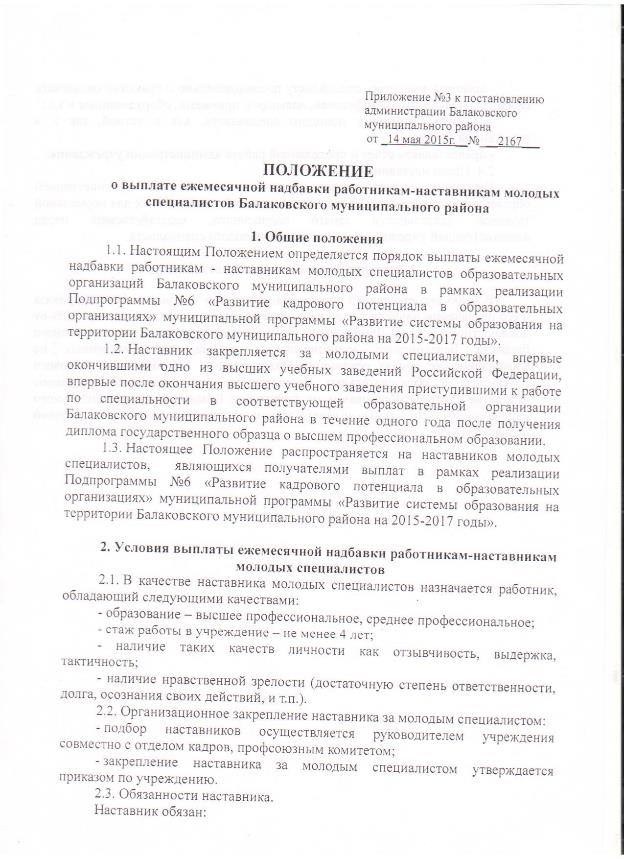 Приложение №3 к постановлению
администрации Балаковского
муниципального района
от _14 мая 2015г.__№ __2167__
ПОЛОЖЕНИЕ
о выплате ежемесячной надбавки работникам-наставникам молодых
специалистов Балаковского муниципального района
1. Общие положения
1.1. Настоящим Положением определяется порядок выплаты ежемесячной
надбавки работникам - наставникам молодых специалистов образовательных
организаций Балаковского муниципального района в рамках реализации
Подпрограммы №6 «Развитие кадрового потенциала в образовательных
организациях» муниципальной программы «Развитие системы образования на
территории Балаковского муниципального района на 2015-2017 годы».
1.2. Наставник закрепляется за молодыми специалистами, впервые
окончившими одно из высших учебных заведений Российской Федерации,
впервые после окончания высшего учебного заведения приступившими к работе
по специальности в соответствующей образовательной организации
Балаковского муниципального района в течение одного года после получения
диплома государственного образца о высшем профессиональном образовании.
1.3. Настоящее Положение распространяется на наставников молодых
специалистов, являющихся получателями выплат в рамках реализации
Подпрограммы №6 «Развитие кадрового потенциала в образовательных
организациях» муниципальной программы «Развитие системы образования на
территории Балаковского муниципального района на 2015-2017 годы».
2. Условия выплаты ежемесячной надбавки работникам-наставникам
молодых специалистов
2.1. В качестве наставника молодых специалистов назначается работник,
обладающий следующими качествами:
- образование – высшее профессиональное, среднее профессиональное;
- стаж работы в учреждение – не менее 4 лет;
- наличие таких качеств личности как отзывчивость, выдержка,
тактичность;
- наличие нравственной зрелости (достаточную степень ответственности,
долга, осознания своих действий, и т.п.).
2.2. Организационное закрепление наставника за молодым специалистом:
- подбор наставников осуществляется руководителем учреждения
совместно с отделом кадров, профсоюзным комитетом;
- закрепление наставника за молодым специалистом утверждается
приказом по учреждению.
2.3. Обязанности наставника.
Наставник обязан: